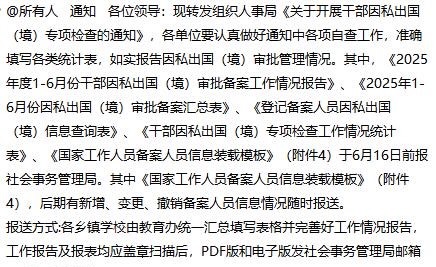 @所有人　通知　各位领导：现转发组织人事局《关于开展干部因私出国
（境）专项检查的通知》，各单位要认真做好通知中各项自查工作，准确
填写各类统计表，如实报告因私出国（境）审批管理情况。其中，《2025
年度1-6月份干部因私出国（境）审批备案工作情况报告》、《2025年1-
6月份因私出国（境）审批备案汇总表》、《登记备案人员因私出国
（境）信息查询表》、《干部因私出国（境）专项检查工作情况统计
表》、《国家工作人员备案人员信息装载模板》（附件4）于6月16日前报
社会事务管理局。其中《国家工作人员备案人员信息装载模板》（附件
4），后期有新增、变更、撤销备案人员情况随时报送。
报送方式:各乡镇学校由教育办统一汇总填写表格并完善好工作情况报告，
工作报告及报表均应盖章扫描后，PDF版和电子版发社会事务管理局邮箱